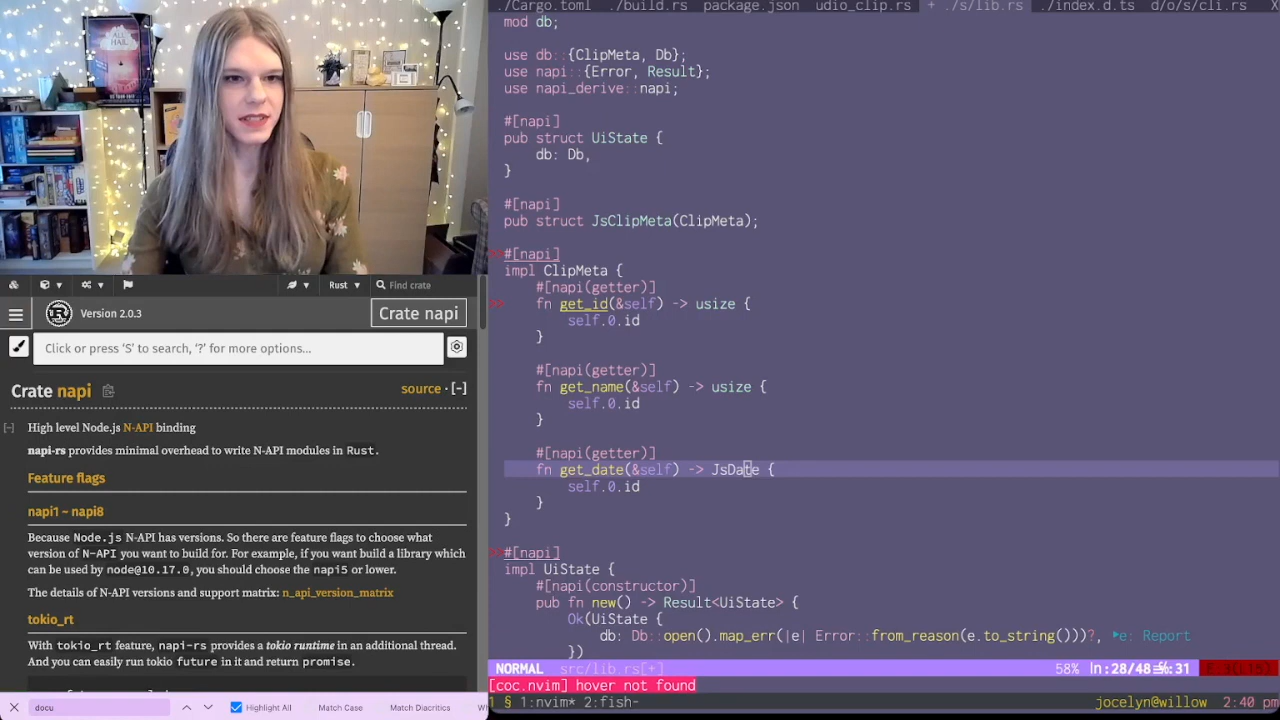 ALL HAIL
Rust
Find crate
Version 2.0.3
Crate napi
Click or press ‘S’ to search, ‘?’ for more options…
Crate napi
source · [-]
[-] High level Node.js N-API binding
napi-rs provides minimal overhead to write N-API modules in Rust.
Feature flags
napi1 ~ napi8
Because Node.js N-API has versions. So there are feature flags to choose what
version of N-API you want to build for. For example, if you want build a library which
can be used by node@10.17.0, you should choose the napi5 or lower.
The details of N-API versions and support matrix: n_api_version_matrix
tokio_rt
With tokio_rt feature, napi-rs provides a tokio runtime in an additional thread.
And you can easily run tokio future in it and return promise.
docu
Highlight All
Match Case
Match Diacritics
./Cargo.toml ./build.rs package.json udio_clip.rs + ./s/lib.rs ./index.d.ts d/o/s/cli.rs X
mod db;
use db::{ClipMeta, Db};
use napi::{Error, Result};
use napi_derive::napi;
#[napi]
pub struct UiState {
db: Db,
}
#[napi]
pub struct JsClipMeta(ClipMeta);
>>#[napi]
impl ClipMeta {
#[napi(getter)]
>> fn get_id(&self) -> usize {
self.0.id
}
#[napi(getter)]
fn get_name(&self) -> usize {
self.0.id
}
#[napi(getter)]
fn get_date(&self) -> JsDate {
self.0.id
}
}
>>#[napi]
impl UiState {
#[napi(constructor)]
pub fn new() -> Result<UiState> {
Ok(UiState {
db: Db::open().map_err(|e| Error::from_reason(e.to_string()))?, ‣e: Report
})
NORMAL src/lib.rs[+] 58% ln:28/48
[coc.nvim] hover not found
1 § 1:nvim* 2:fish- jocelyn@willow 2:40 pm